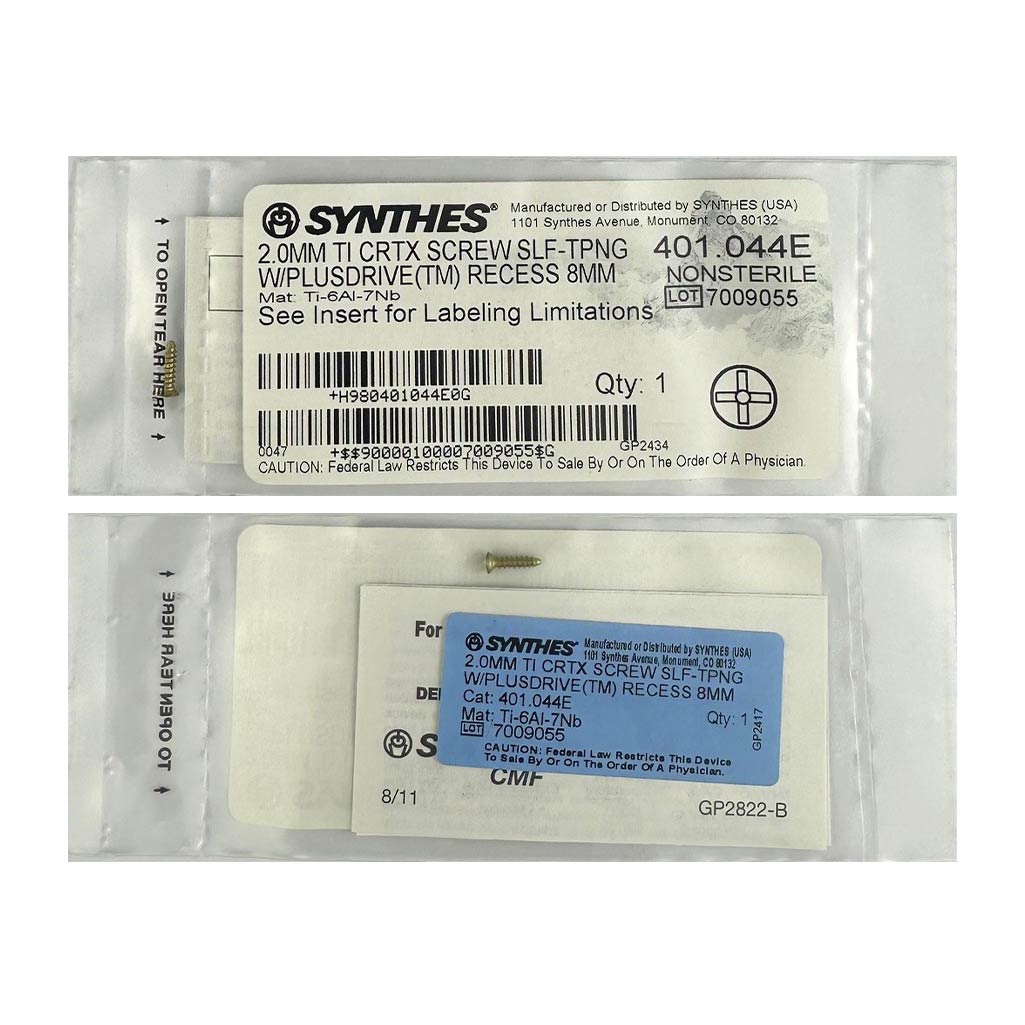 TO OPEN TEAR HERE
SYNTHES®
Manufactured or Distributed by SYNTHES (USA)
1101 Synthes Avenue, Monument, CO 80132
2.0MM TI CRTX SCREW SLF-TPNG
W/PLUSDRIVE(TM) RECESS 8MM
401.044E
NONSTERILE
Mat: Ti-6Al-7Nb
LOT 7009055
See Insert for Labeling Limitations
+H980401044E0G
Qty: 1
0047
+$$90000100007009055$G
GP2434
CAUTION: Federal Law Restricts This Device To Sale By Or On The Order Of A Physician.
TO OPEN TEAR HERE
For
DE
S
CMF
8/11
GP2822-B
SYNTHES®
Manufactured or Distributed by SYNTHES (USA)
1101 Synthes Avenue, Monument, CO 80132
2.0MM TI CRTX SCREW SLF-TPNG
W/PLUSDRIVE(TM) RECESS 8MM
Cat: 401.044E
Mat: Ti-6Al-7Nb
Qty: 1
LOT 7009055
GP2417
CAUTION: Federal Law Restricts This Device
To Sale By Or On The Order Of A Physician.